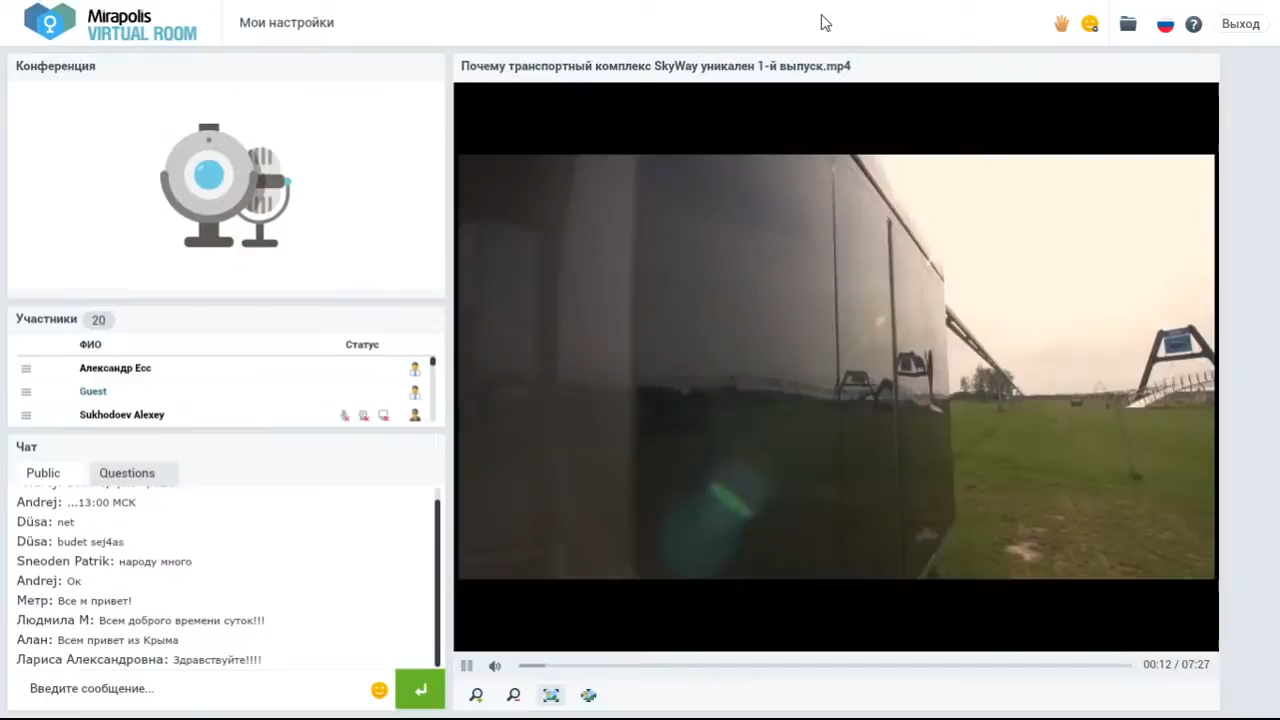 Mirapolis
VIRTUAL ROOM
Мои настройки
Выход
Конференция
Почему транспортный комплекс SkyWay уникален 1-й выпуск.mp4
Участники 20
ФИО Статус
Александр Есс
Guest
Sukhodoev Alexey
Чат
Public Questions
Andrej: ...13:00 МСК
Düsa: net
Düsa: budet sej4as
Sneoden Patrik: народу много
Andrej: Ок
Метр: Все м привет!
Людмила М: Всем доброго времени суток!!!
Алан: Всем привет из Крыма
Лариса Александровна: Здравствуйте!!!!
Введите сообщение...
00:12 / 07:27